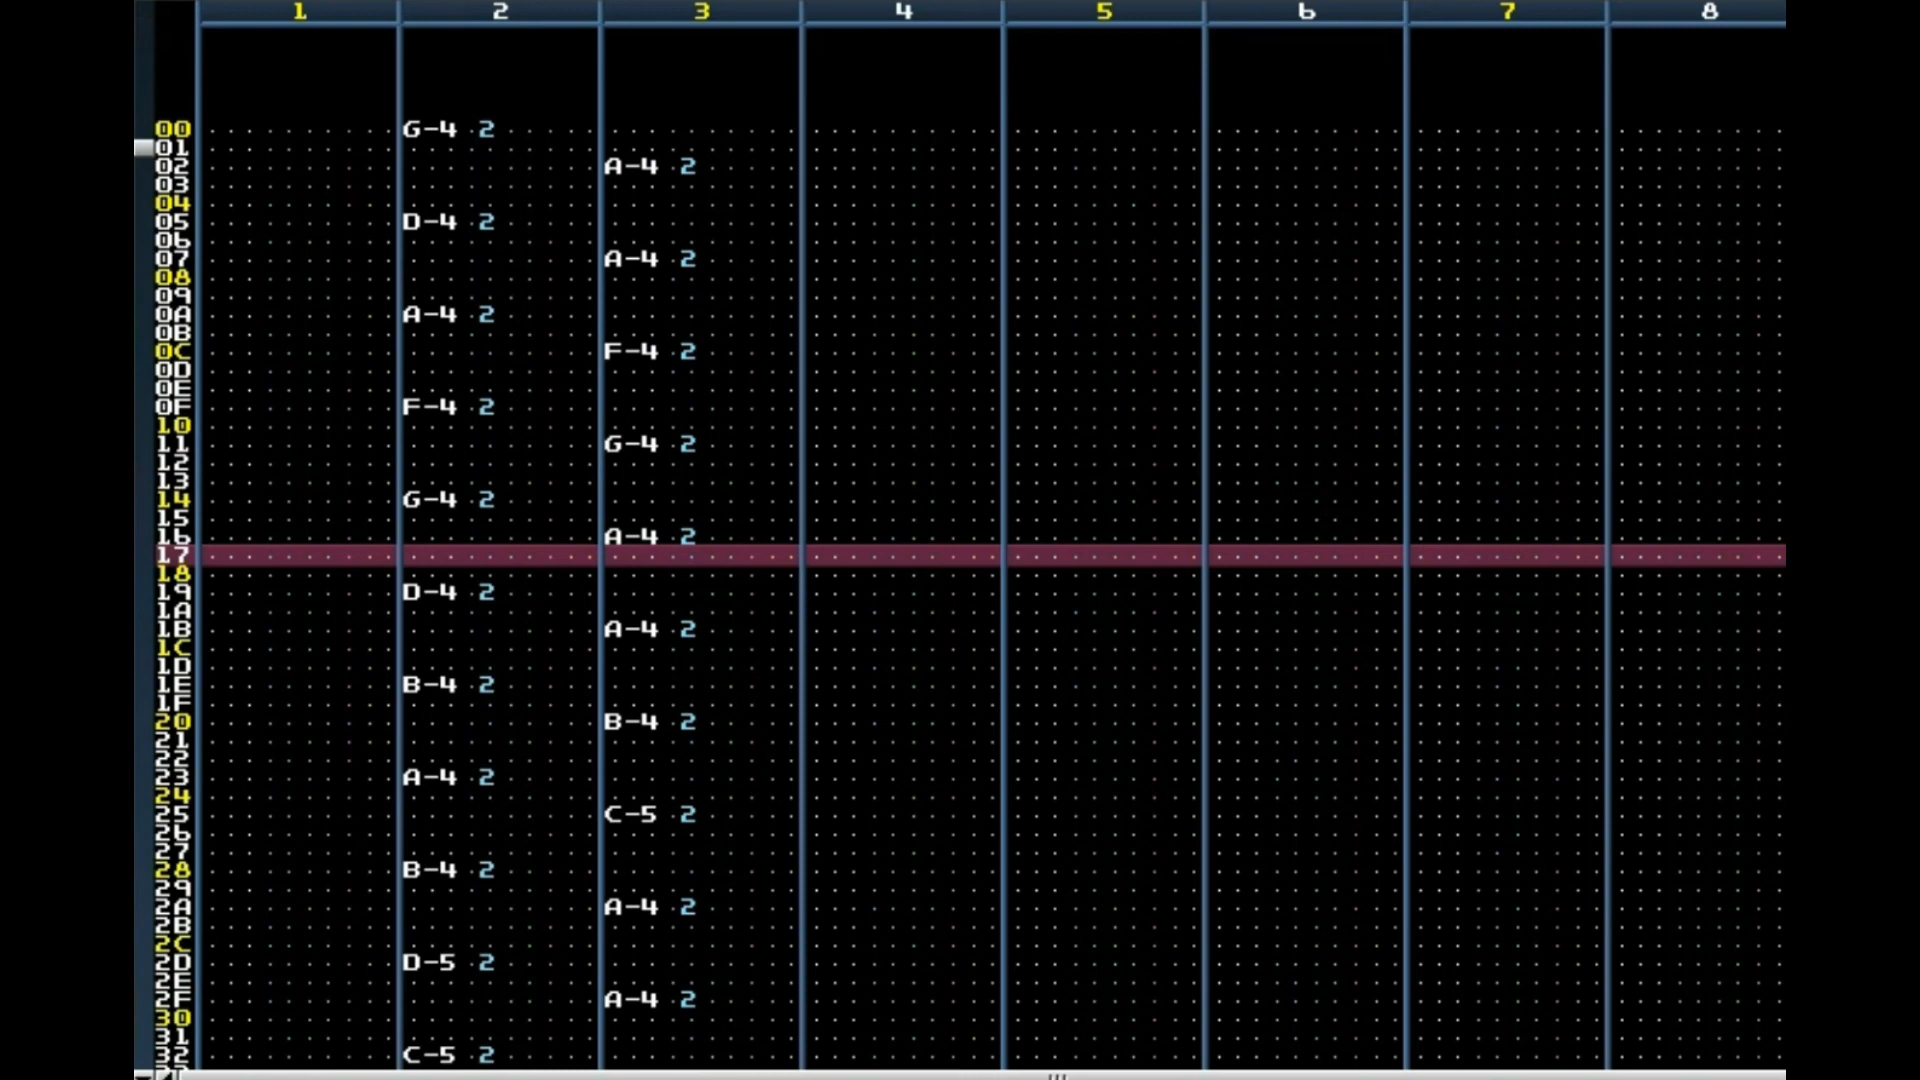 1 2 3 4 5 6 7 8
00 G-4 2
01
02 A-4 2
03
04
05 D-4 2
06
07 A-4 2
08
09
0A A-4 2
0B
0C F-4 2
0D
0E
0F F-4 2
10
11 G-4 2
12
13
14 G-4 2
15
16 A-4 2
17
18
19 D-4 2
1A
1B A-4 2
1C
1D
1E B-4 2
1F
20 B-4 2
21
22
23 A-4 2
24
25 C-5 2
26
27
28 B-4 2
29
2A A-4 2
2B
2C
2D D-5 2
2E
2F A-4 2
30
31
32 C-5 2